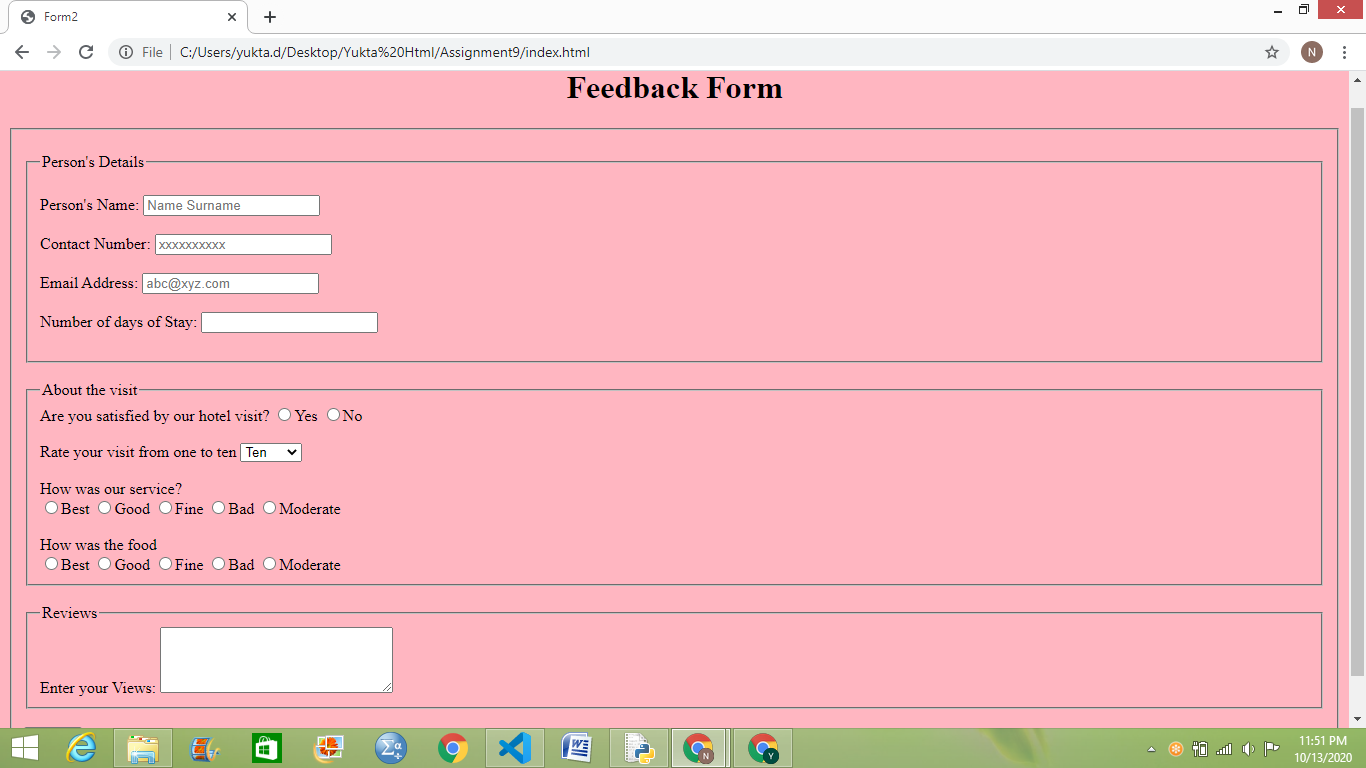 Form2
File
C:/Users/yukta.d/Desktop/Yukta%20Html/Assignment9/index.html
N
Feedback Form
Person's Details
Person's Name: Name Surname
Contact Number: xxxxxxxxxx
Email Address: abc@xyz.com
Number of days of Stay:
About the visit
Are you satisfied by our hotel visit? Yes No
Rate your visit from one to ten Ten
How was our service?
Best Good Fine Bad Moderate
How was the food
Best Good Fine Bad Moderate
Reviews
Enter your Views:
Σα
W
N
Y
11:51 PM
10/13/2020